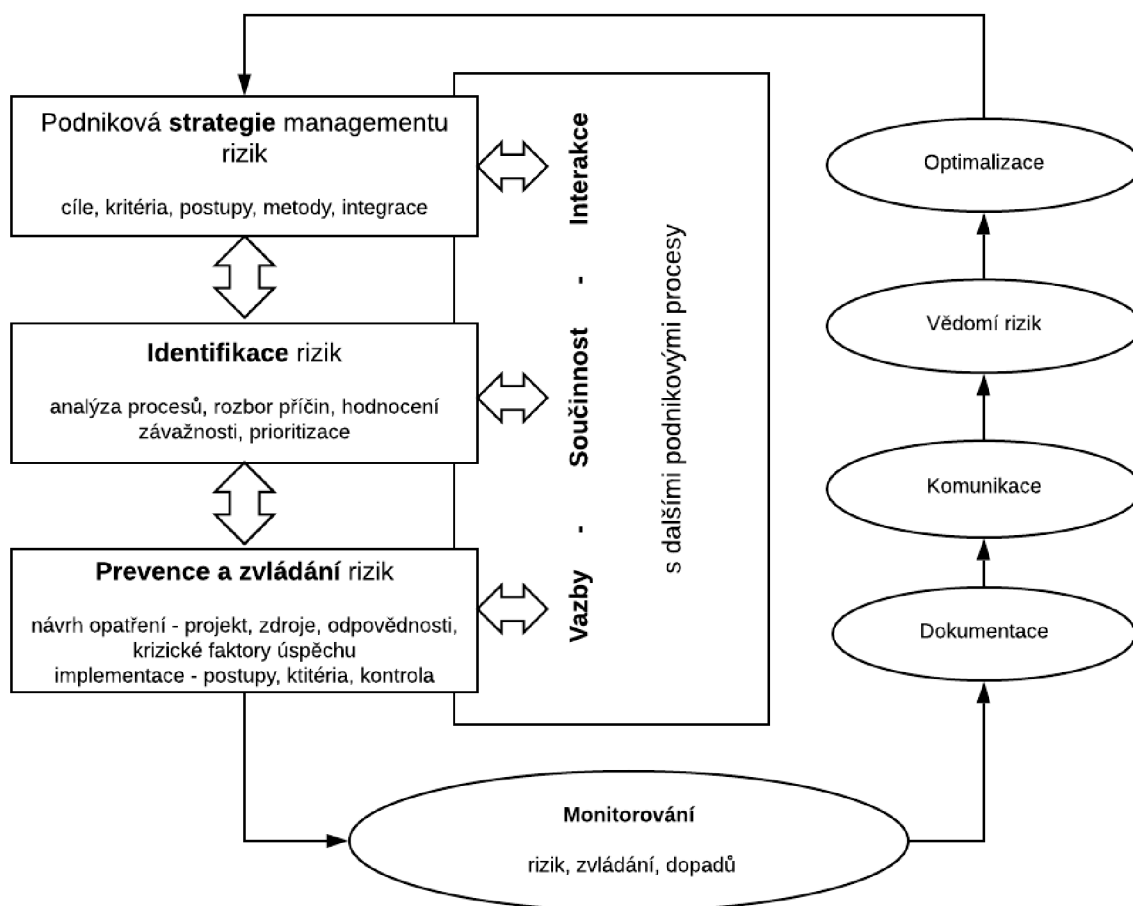 Podniková strategie managementu
rizik
cíle, kritéria, postupy, metody, integrace
Identifikace rizik
analýza procesů, rozbor příčin, hodnocení
závažnosti, prioritizace
Prevence a zvládání rizik
návrh opatření - projekt, zdroje, odpovědnosti,
krizické faktory úspěchu
implementace - postupy, ktitéria, kontrola
Vazby - Součinnost - Interakce
s dalšími podnikovými procesy
Optimalizace
Vědomí rizik
Komunikace
Dokumentace
Monitorování
rizik, zvládání, dopadů